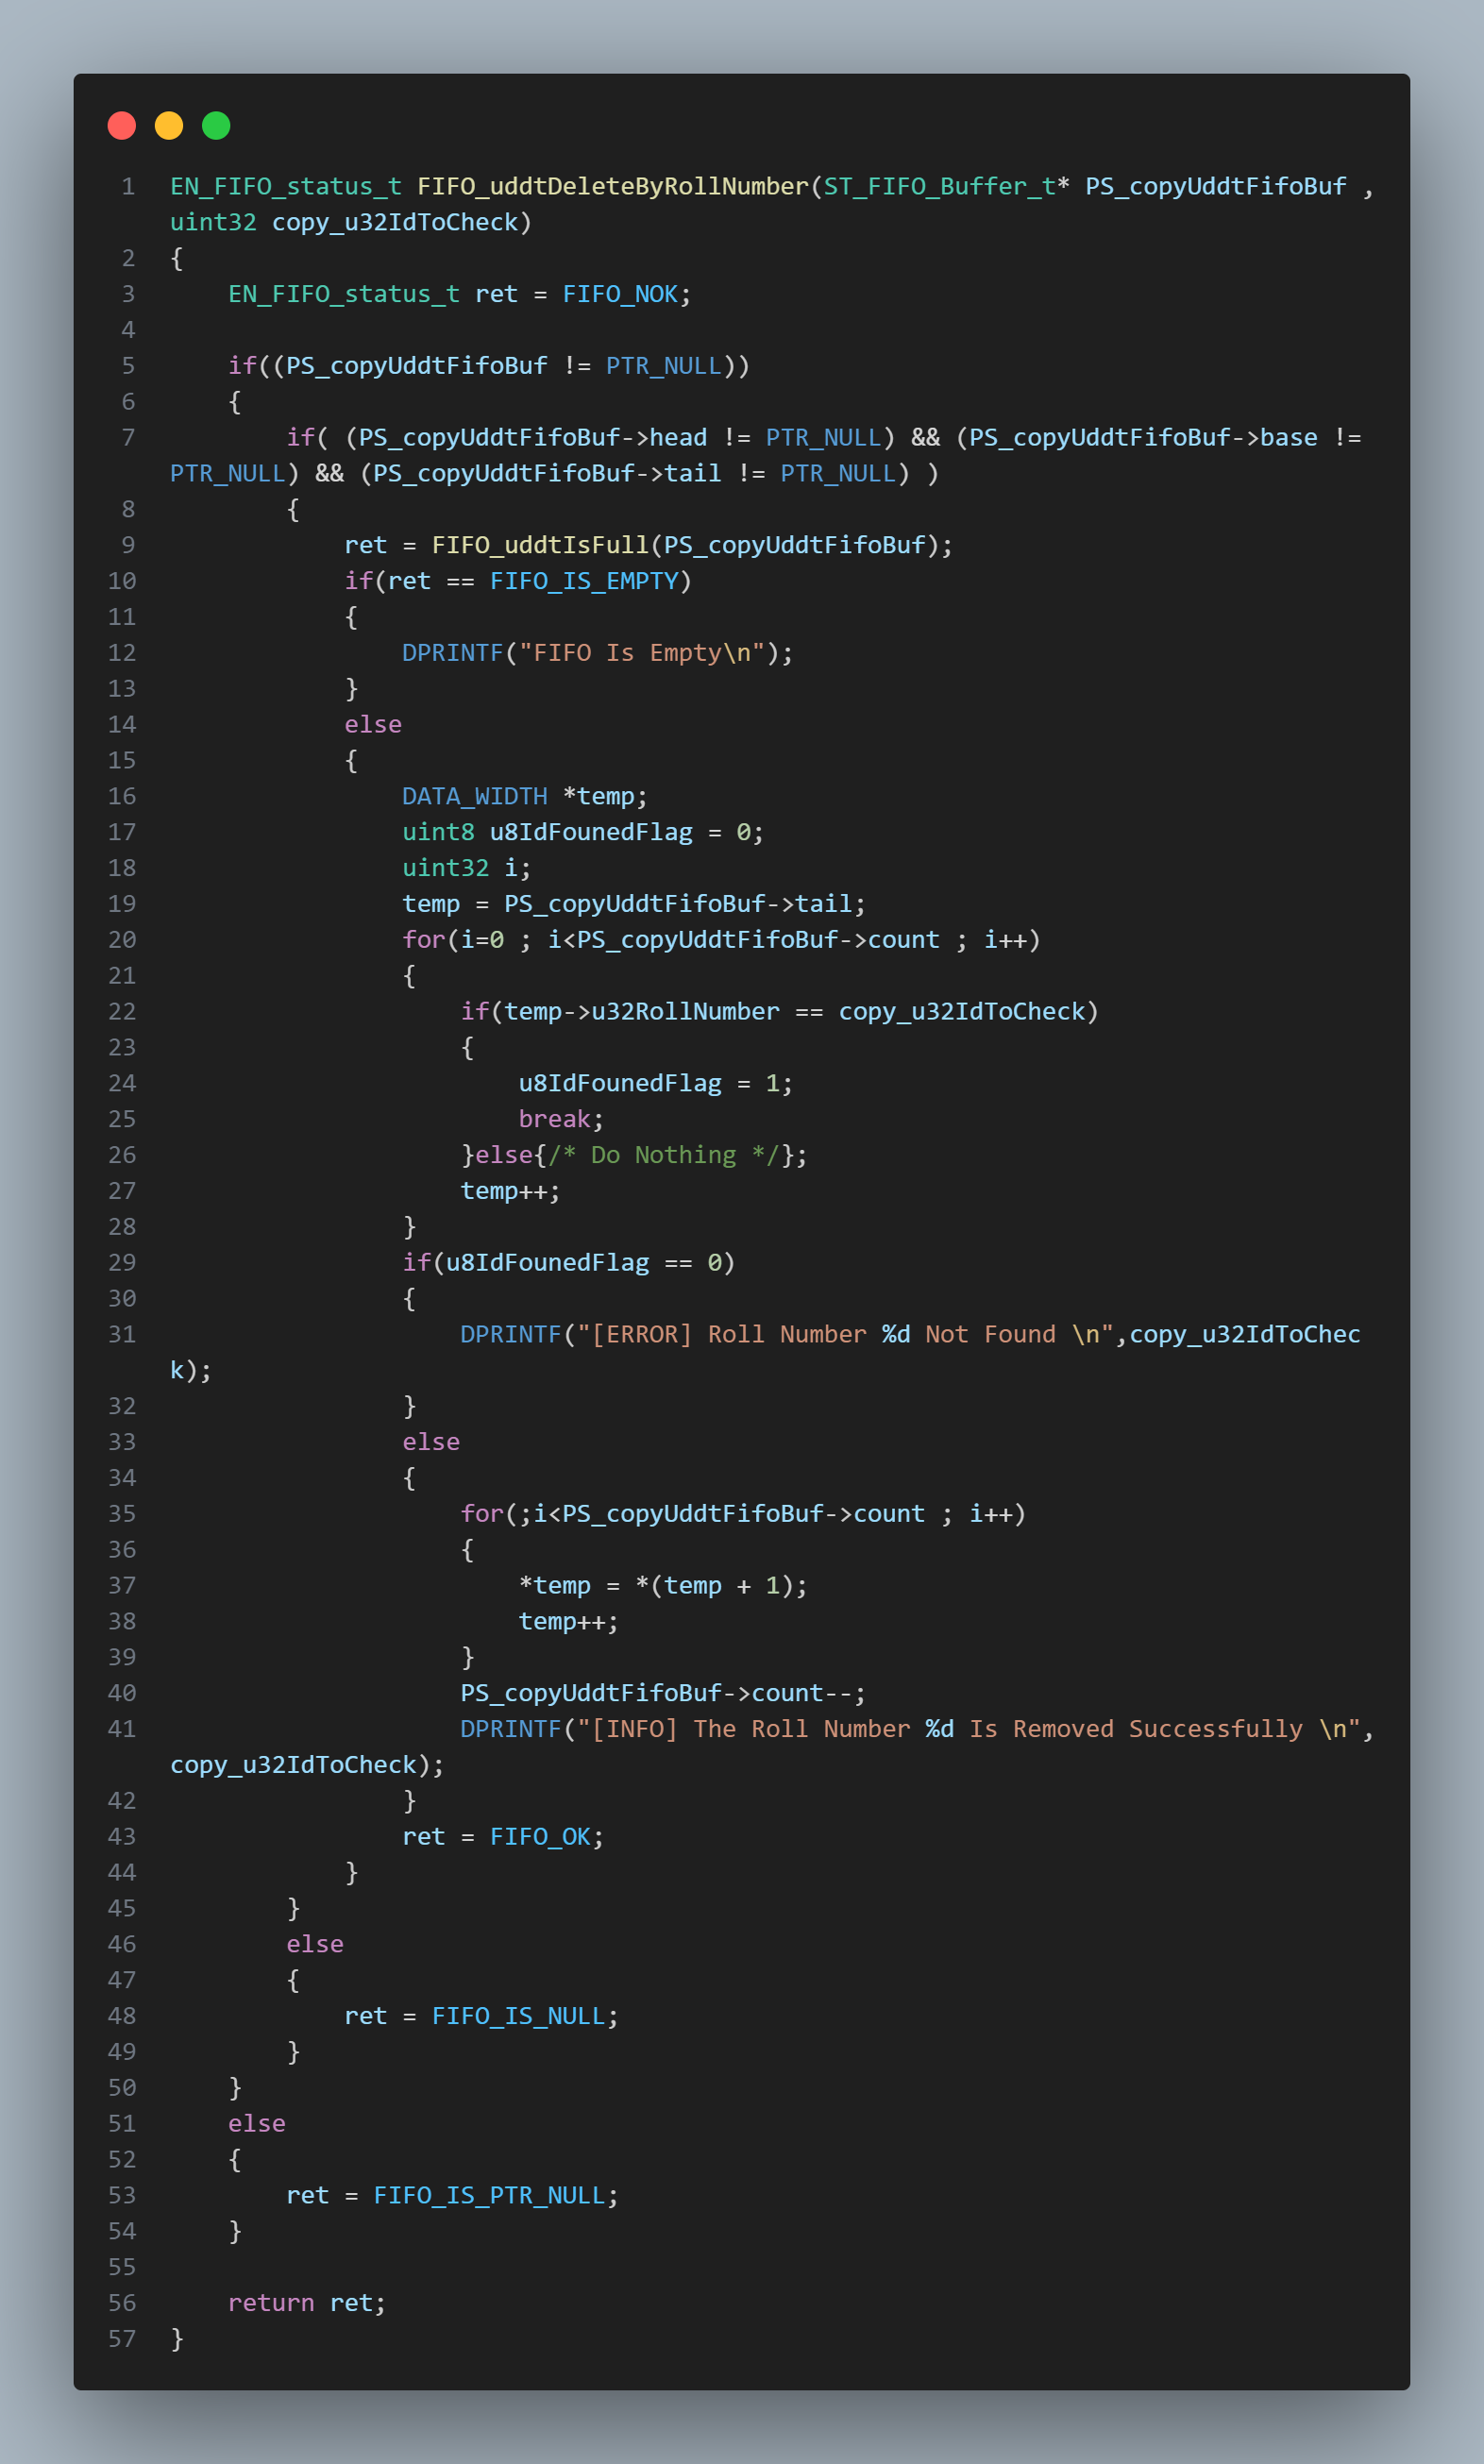 1 EN_FIFO_status_t FIFO_uddtDeleteByRollNumber(ST_FIFO_Buffer_t* PS_copyUddtFifoBuf ,
uint32 copy_u32IdToCheck)
2 {
3     EN_FIFO_status_t ret = FIFO_NOK;
4
5     if((PS_copyUddtFifoBuf != PTR_NULL))
6     {
7         if( (PS_copyUddtFifoBuf->head != PTR_NULL) && (PS_copyUddtFifoBuf->base !=
PTR_NULL) && (PS_copyUddtFifoBuf->tail != PTR_NULL) )
8         {
9             ret = FIFO_uddtIsFull(PS_copyUddtFifoBuf);
10             if(ret == FIFO_IS_EMPTY)
11             {
12                 DPRINTF("FIFO Is Empty\n");
13             }
14             else
15             {
16                 DATA_WIDTH *temp;
17                 uint8 u8IdFounedFlag = 0;
18                 uint32 i;
19                 temp = PS_copyUddtFifoBuf->tail;
20                 for(i=0 ; i<PS_copyUddtFifoBuf->count ; i++)
21                 {
22                     if(temp->u32RollNumber == copy_u32IdToCheck)
23                     {
24                         u8IdFounedFlag = 1;
25                         break;
26                     }else{/* Do Nothing */};
27                     temp++;
28                 }
29                 if(u8IdFounedFlag == 0)
30                 {
31                     DPRINTF("[ERROR] Roll Number %d Not Found \n",copy_u32IdToChec
k);
32                 }
33                 else
34                 {
35                     for(;i<PS_copyUddtFifoBuf->count ; i++)
36                     {
37                         *temp = *(temp + 1);
38                         temp++;
39                     }
40                     PS_copyUddtFifoBuf->count--;
41                     DPRINTF("[INFO] The Roll Number %d Is Removed Successfully \n",
copy_u32IdToCheck);
42                 }
43                 ret = FIFO_OK;
44             }
45         }
46         else
47         {
48             ret = FIFO_IS_NULL;
49         }
50     }
51     else
52     {
53         ret = FIFO_IS_PTR_NULL;
54     }
55
56     return ret;
57 }